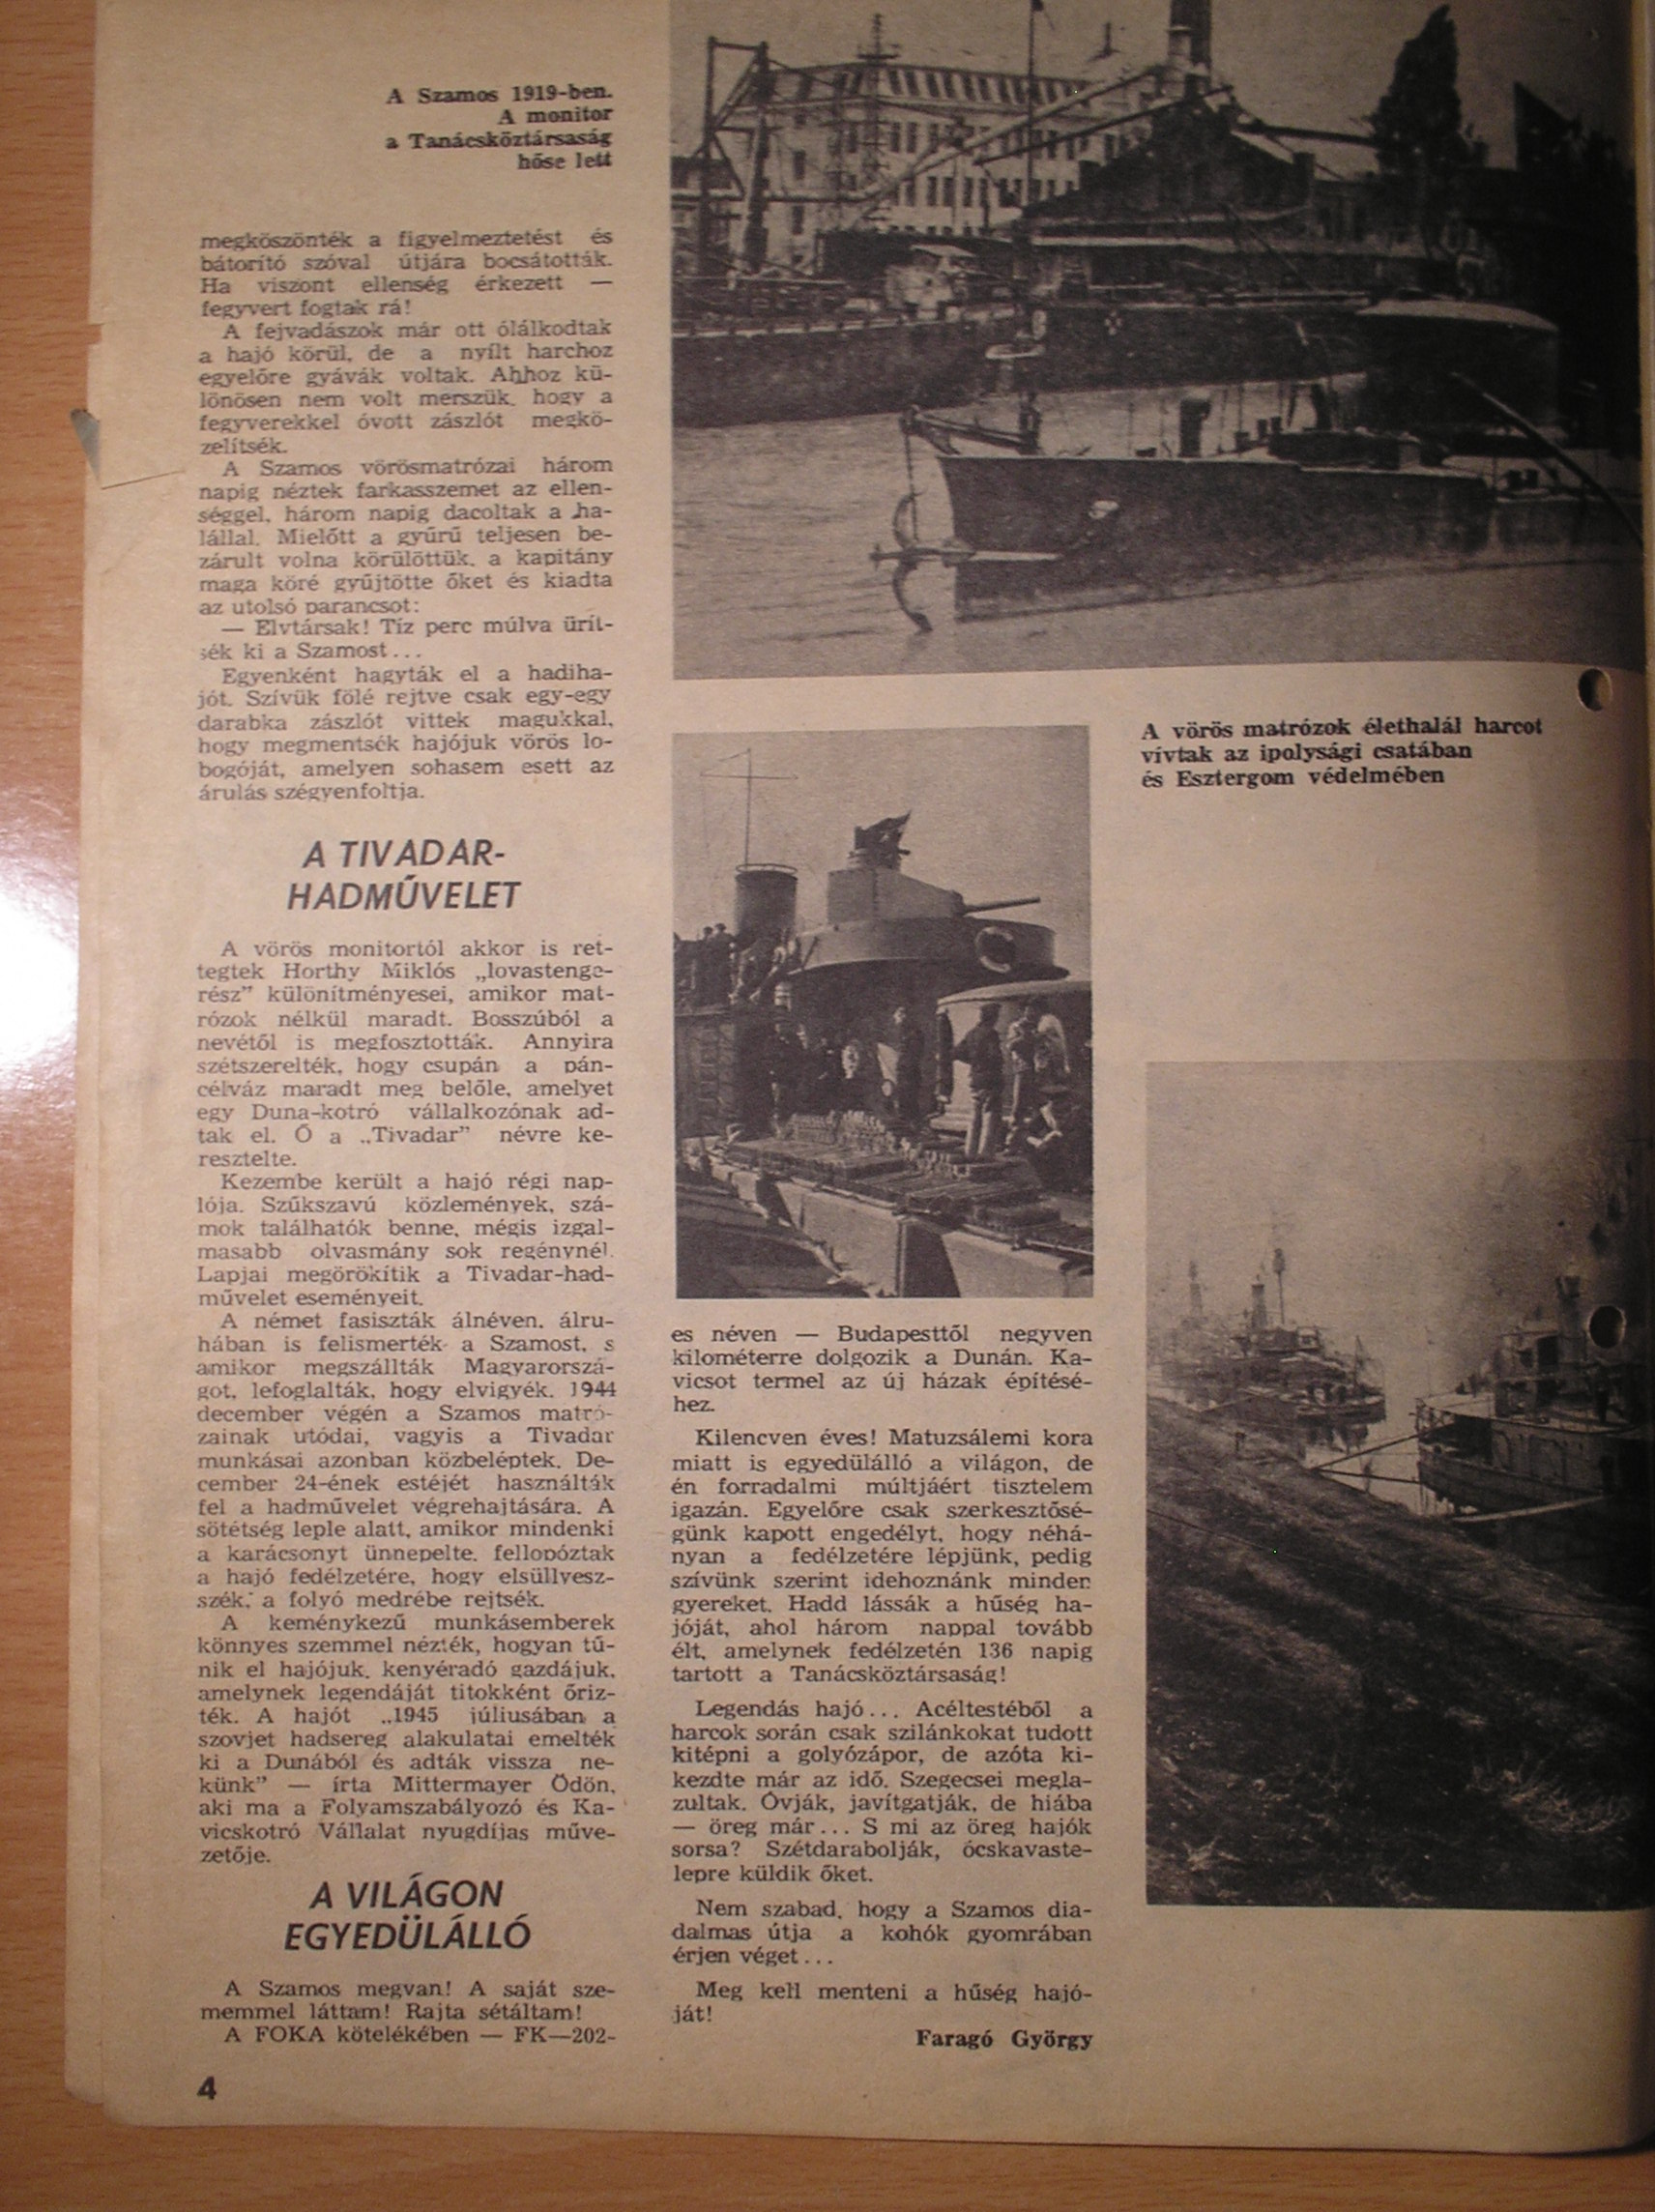 A Szamos 1919-ben.
A monitor
a Tanácsköztársaság
hőse lett
megköszönték a figyelmeztetést és
bátorító szóval útjára bocsátották.
Ha viszont ellenség érkezett —
fegyvert fogtak rá!
A fejvadászok már ott ólálkodtak
a hajó körül, de a nyílt harchoz
egyelőre gyávák voltak. Ahhoz kü-
lönösen nem volt merszük, hogy a
fegyverekkel óvott zászlót megkö-
zelítsék.
A Szamos vörösmatrózai három
napig néztek farkasszemet az ellen-
séggel, három napig dacoltak a ha-
lállal. Mielőtt a gyűrű teljesen be-
zárult volna körülöttük, a kapitány
maga köré gyűjtötte őket és kiadta
az utolsó parancsot:
— Elvtársak! Tíz perc múlva ürít-
sék ki a Szamost...
Egyenként hagyták el a hadiha-
jót. Szívük fölé rejtve csak egy-egy
darabka zászlót vittek magukkal,
hogy megmentsék hajójuk vörös lo-
bogóját, amelyen sohasem esett az
árulás szégyenfoltja.
A TIVADAR-
HADMŰVELET
A vörös monitortól akkor is ret-
tegtek Horthy Miklós „lovastenge-
rész” különítményesei, amikor mat-
rózok nélkül maradt. Bosszúból a
nevétől is megfosztották. Annyira
szétszerelték, hogy csupán a pán-
célváz maradt meg belőle, amelyet
egy Duna-kotró vállalkozónak ad-
tak el. Ő a „Tivadar” névre ke-
resztelte.
Kezembe került a hajó régi nap-
lója. Szűkszavú közlemények, szá-
mok találhatók benne, mégis izgal-
masabb olvasmány sok regénynél.
Lapjai megörökítik a Tivadar-had-
művelet eseményeit.
A német fasiszták álnéven, álru-
hában is felismerték a Szamost, s
amikor megszállták Magyarorszá-
got, lefoglalták, hogy elvigyék. 1944
december végén a Szamos matró-
zainak utódai, vagyis a Tivadar
munkásai azonban közbeléptek. De-
cember 24-ének estéjét használták
fel a hadművelet végrehajtására. A
sötétség leple alatt, amikor mindenki
a karácsonyt ünnepelte, fellopóztak
a hajó fedélzetére, hogy elsüllyesz-
szék, a folyó medrébe rejtsék.
A keménykezű munkásemberek
könnyes szemmel nézték, hogyan tű-
nik el hajójuk, kenyéradó gazdájuk,
amelynek legendáját titokként őriz-
ték. A hajót „1945 júliusában a
szovjet hadsereg alakulatai emelték
ki a Dunából és adták vissza ne-
künk” — írta Mittermayer Ödön,
aki ma a Folyamszabályozó és Ka-
vicskotró Vállalat nyugdíjas műve-
zetője.
A VILÁGON
EGYEDÜLÁLLÓ
A Szamos megvan! A saját sze-
memmel láttam! Rajta sétáltam!
A FOKA kötelékében — FK—202-
4
A vörös matrózok élethalál harcot
vívtak az ipolysági csatában
és Esztergom védelmében
es néven — Budapesttől negyven
kilométerre dolgozik a Dunán. Ka-
vicsot termel az új házak építésé-
hez.
Kilencven éves! Matuzsálemi kora
miatt is egyedülálló a világon, de
én forradalmi múltjáért tisztelem
igazán. Egyelőre csak szerkesztősé-
günk kapott engedélyt, hogy néhá-
nyan a fedélzetére lépjünk, pedig
szívünk szerint idehoznánk minden
gyereket. Hadd lássák a hűség ha-
jóját, ahol három nappal tovább
élt, amelynek fedélzetén 136 napig
tartott a Tanácsköztársaság!
Legendás hajó... Acéltestéből a
harcok során csak szilánkokat tudott
kitépni a golyózápor, de azóta ki-
kezdte már az idő. Szegecsei megla-
zultak. Óvják, javítgatják, de hiába
— öreg már... S mi az öreg hajók
sorsa? Szétdarabolják, ócskavaste-
lepre küldik őket.
Nem szabad, hogy a Szamos dia-
dalmas útja a kohók gyomrában
érjen véget...
Meg kell menteni a hűség hajó-
ját!
Faragó György